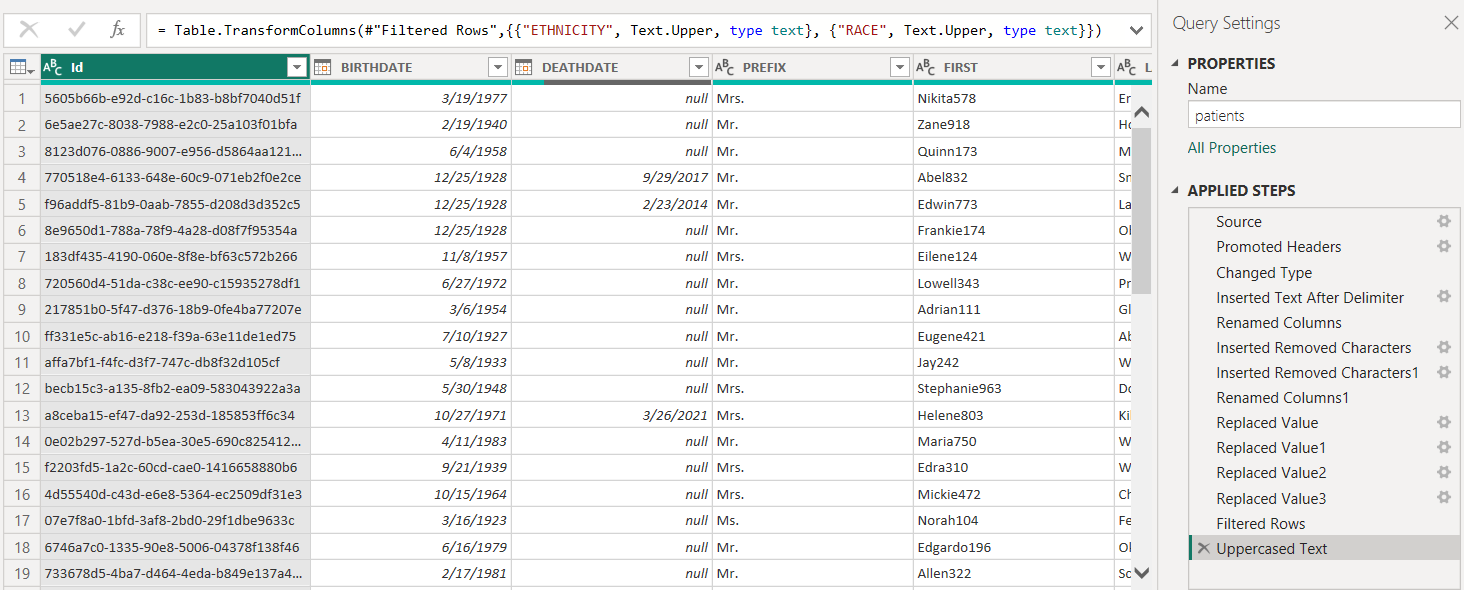 fx = Table.TransformColumns(#"Filtered Rows",{{"ETHNICITY", Text.Upper, type text}, {"RACE", Text.Upper, type text}})
ABC Id BIRTHDATE DEATHDATE ABC PREFIX ABC FIRST ABC L
1 5605b66b-e92d-c16c-1b83-b8bf7040d51f 3/19/1977 null Mrs. Nikita578 Er
2 6e5ae27c-8038-7988-e2c0-25a103f01bfa 2/19/1940 null Mr. Zane918 Ho
3 8123d076-0886-9007-e956-d5864aa121... 6/4/1958 null Mr. Quinn173 M
4 770518e4-6133-648e-60c9-071eb2f0e2ce 12/25/1928 9/29/2017 Mr. Abel832 Sn
5 f96addf5-81b9-0aab-7855-d208d3d352c5 12/25/1928 2/23/2014 Mr. Edwin773 La
6 8e9650d1-788a-78f9-4a28-d08f7f95354a 12/25/1928 null Mr. Frankie174 Ol
7 183df435-4190-060e-8f8e-bf63c572b266 11/8/1957 null Mrs. Eilene124 W
8 720560d4-51da-c38c-ee90-c15935278df1 6/27/1972 null Mr. Lowell343 Pr
9 217851b0-5f47-d376-18b9-0fe4ba77207e 3/6/1954 null Mr. Adrian111 Gl
10 ff331e5c-ab16-e218-f39a-63e11de1ed75 7/10/1927 null Mr. Eugene421 Ab
11 affa7bf1-f4fc-d3f7-747c-db8f32d105cf 5/8/1933 null Mr. Jay242 W
12 becb15c3-a135-8fb2-ea09-583043922a3a 5/30/1948 null Mrs. Stephanie963 Do
13 a8ceba15-ef47-da92-253d-185853ff6c34 10/27/1971 3/26/2021 Mrs. Helene803 Ki
14 0e02b297-527d-b5ea-30e5-690c825412... 4/11/1983 null Mr. Maria750 W
15 f2203fd5-1a2c-60cd-cae0-1416658880b6 9/21/1939 null Mrs. Edra310 W
16 4d55540d-c43d-e6e8-5364-ec2509df31e3 10/15/1964 null Mrs. Mickie472 Ch
17 07e7f8a0-1bfd-3af8-2bd0-29f1dbe9633c 3/16/1923 null Ms. Norah104 Fe
18 6746a7c0-1335-90e8-5006-04378f138f46 6/16/1979 null Mr. Edgardo196 Ol
19 733678d5-4ba7-d464-4eda-b849e137a4... 2/17/1981 null Mr. Allen322 So
Query Settings
PROPERTIES
Name
patients
All Properties
APPLIED STEPS
Source
Promoted Headers
Changed Type
Inserted Text After Delimiter
Renamed Columns
Inserted Removed Characters
Inserted Removed Characters1
Renamed Columns1
Replaced Value
Replaced Value1
Replaced Value2
Replaced Value3
Filtered Rows
Uppercased Text